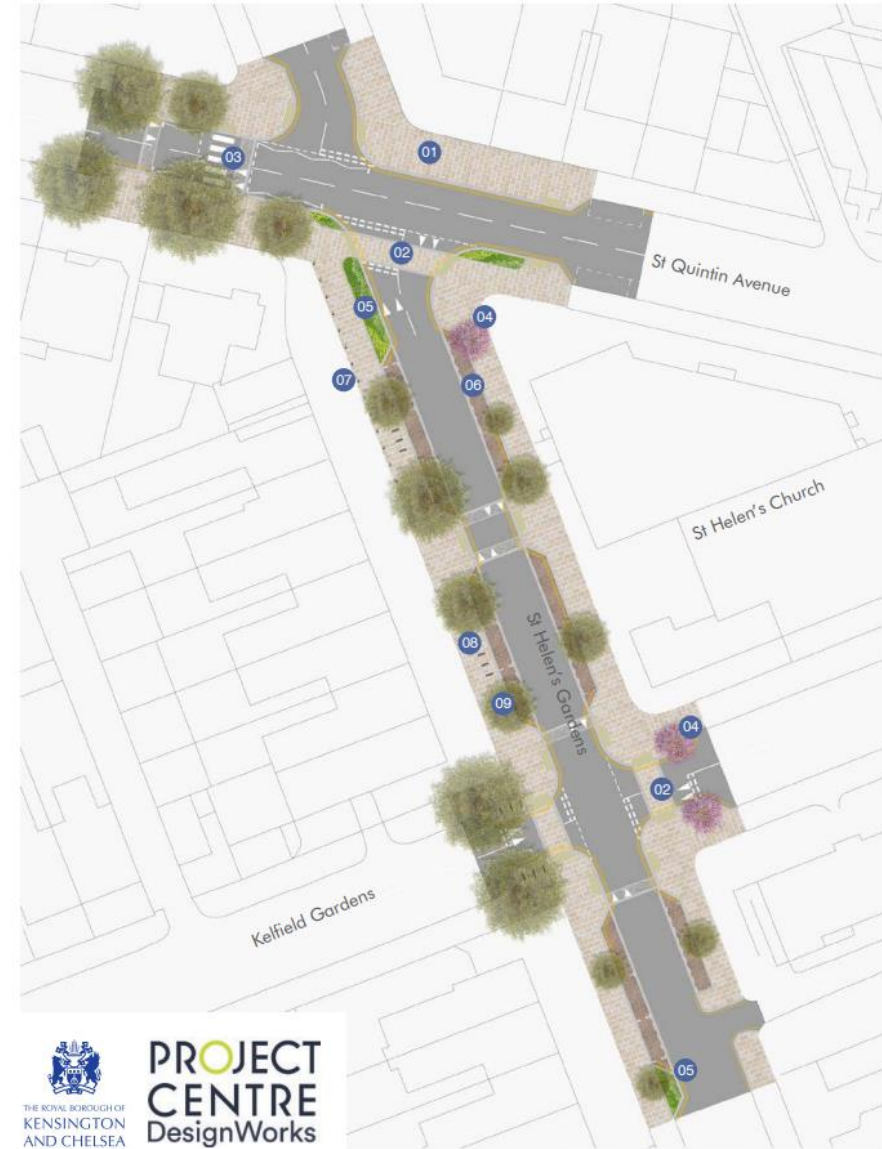 03
01
02
St Quintin Avenue
05
04
07
06
St Helen's Church
08
St Helen's Gardens
09
04
02
Kelfield Gardens
05
THE ROYAL BOROUGH OF
KENSINGTON
AND CHELSEA
PROJECT
CENTRE
DesignWorks